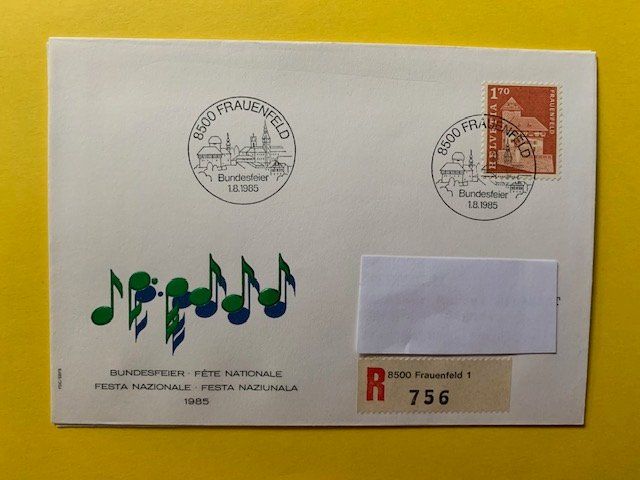 8500 FRAUENFELD
Bundesfeier
1.8.1985
8500 FRAUENFELD
Bundesfeier
1.8.1985
HELVETIA 1 70
FRAUENFELD
BUNDESFEIER · FÊTE NATIONALE
FESTA NAZIONALE · FESTA NAZIUNALA
1985
R 8500 Frauenfeld 1
756